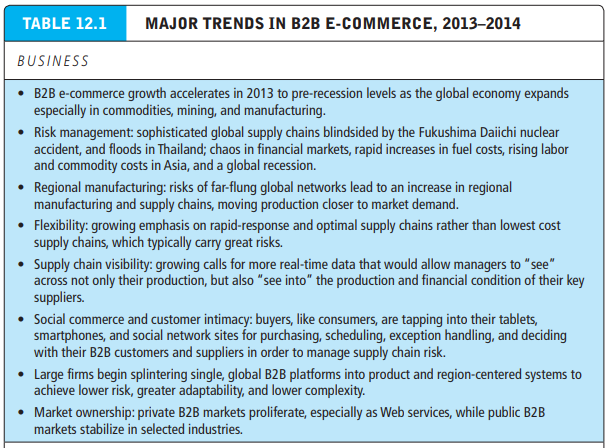 TABLE 12.1 MAJOR TRENDS IN B2B E-COMMERCE, 2013–2014
BUSINESS
• B2B e-commerce growth accelerates in 2013 to pre-recession levels as the global economy expands
especially in commodities, mining, and manufacturing.
• Risk management: sophisticated global supply chains blindsided by the Fukushima Daiichi nuclear
accident, and floods in Thailand; chaos in financial markets, rapid increases in fuel costs, rising labor
and commodity costs in Asia, and a global recession.
• Regional manufacturing: risks of far-flung global networks lead to an increase in regional
manufacturing and supply chains, moving production closer to market demand.
• Flexibility: growing emphasis on rapid-response and optimal supply chains rather than lowest cost
supply chains, which typically carry great risks.
• Supply chain visibility: growing calls for more real-time data that would allow managers to “see”
across not only their production, but also “see into” the production and financial condition of their key
suppliers.
• Social commerce and customer intimacy: buyers, like consumers, are tapping into their tablets,
smartphones, and social network sites for purchasing, scheduling, exception handling, and deciding
with their B2B customers and suppliers in order to manage supply chain risk.
• Large firms begin splintering single, global B2B platforms into product and region-centered systems to
achieve lower risk, greater adaptability, and lower complexity.
• Market ownership: private B2B markets proliferate, especially as Web services, while public B2B
markets stabilize in selected industries.